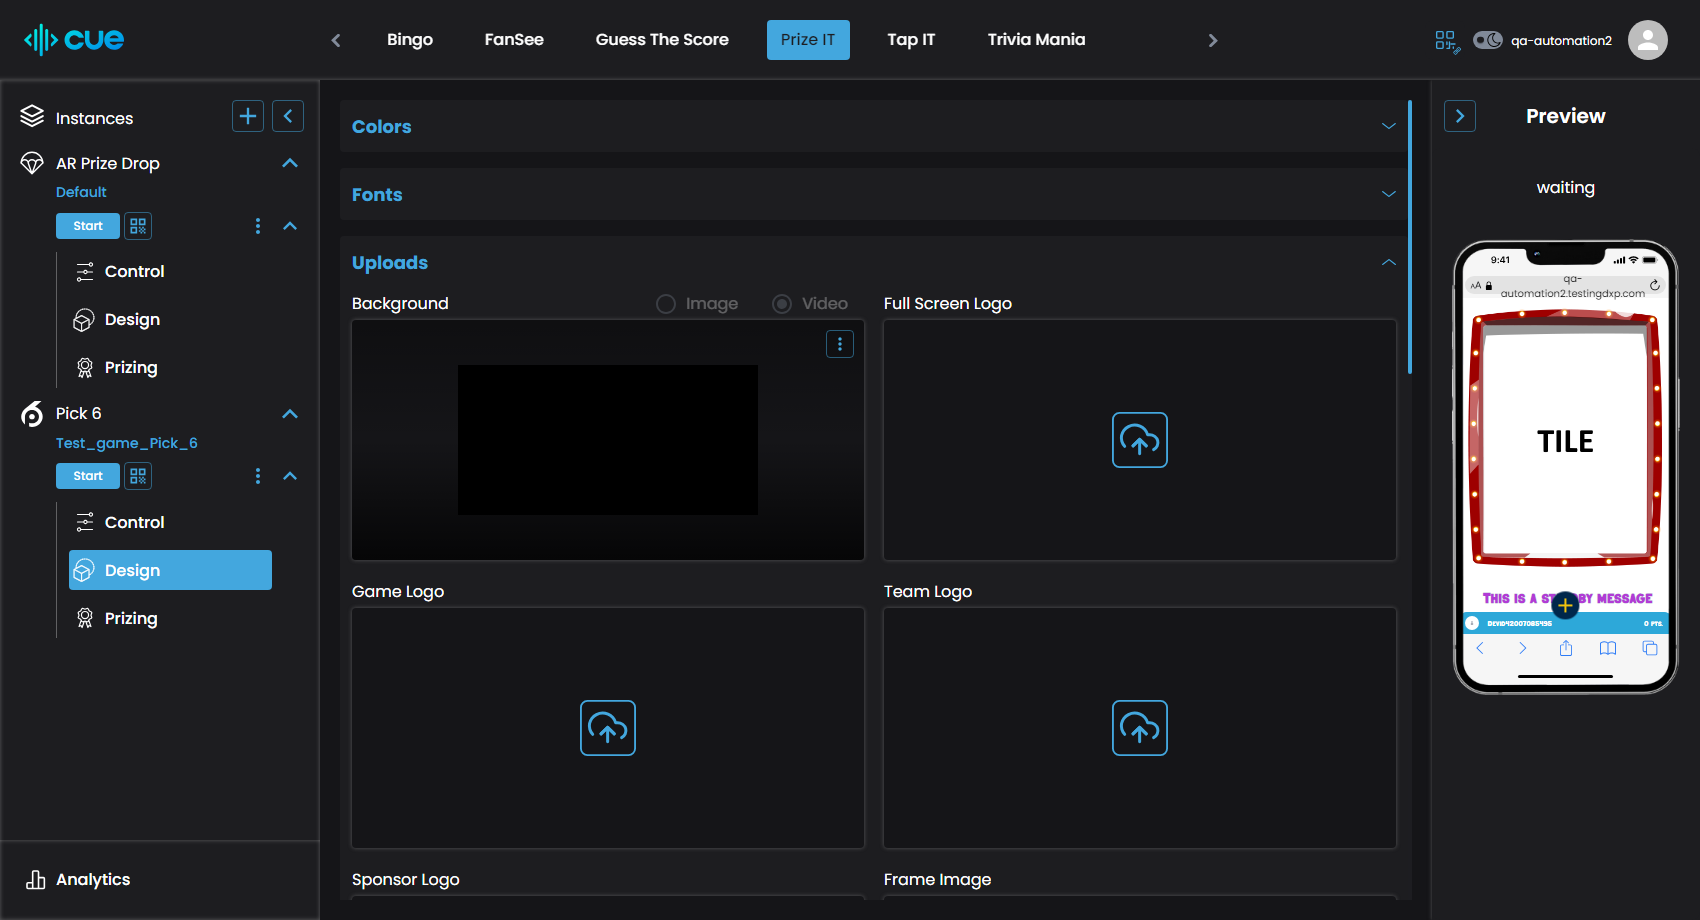 cue
Bingo
FanSee
Guess The Score
Prize IT
Tap IT
Trivia Mania
qa-automation2
Instances
AR Prize Drop
Default
Start
Control
Design
Prizing
Pick 6
Test_game_Pick_6
Start
Control
Design
Prizing
Analytics
Colors
Fonts
Uploads
Background
Image
Video
Full Screen Logo
Game Logo
Team Logo
Sponsor Logo
Frame Image
Preview
waiting
9:41
AA
qa-
automation2.testingdxp.com
TILE
This is a st BY message
0 PTS.